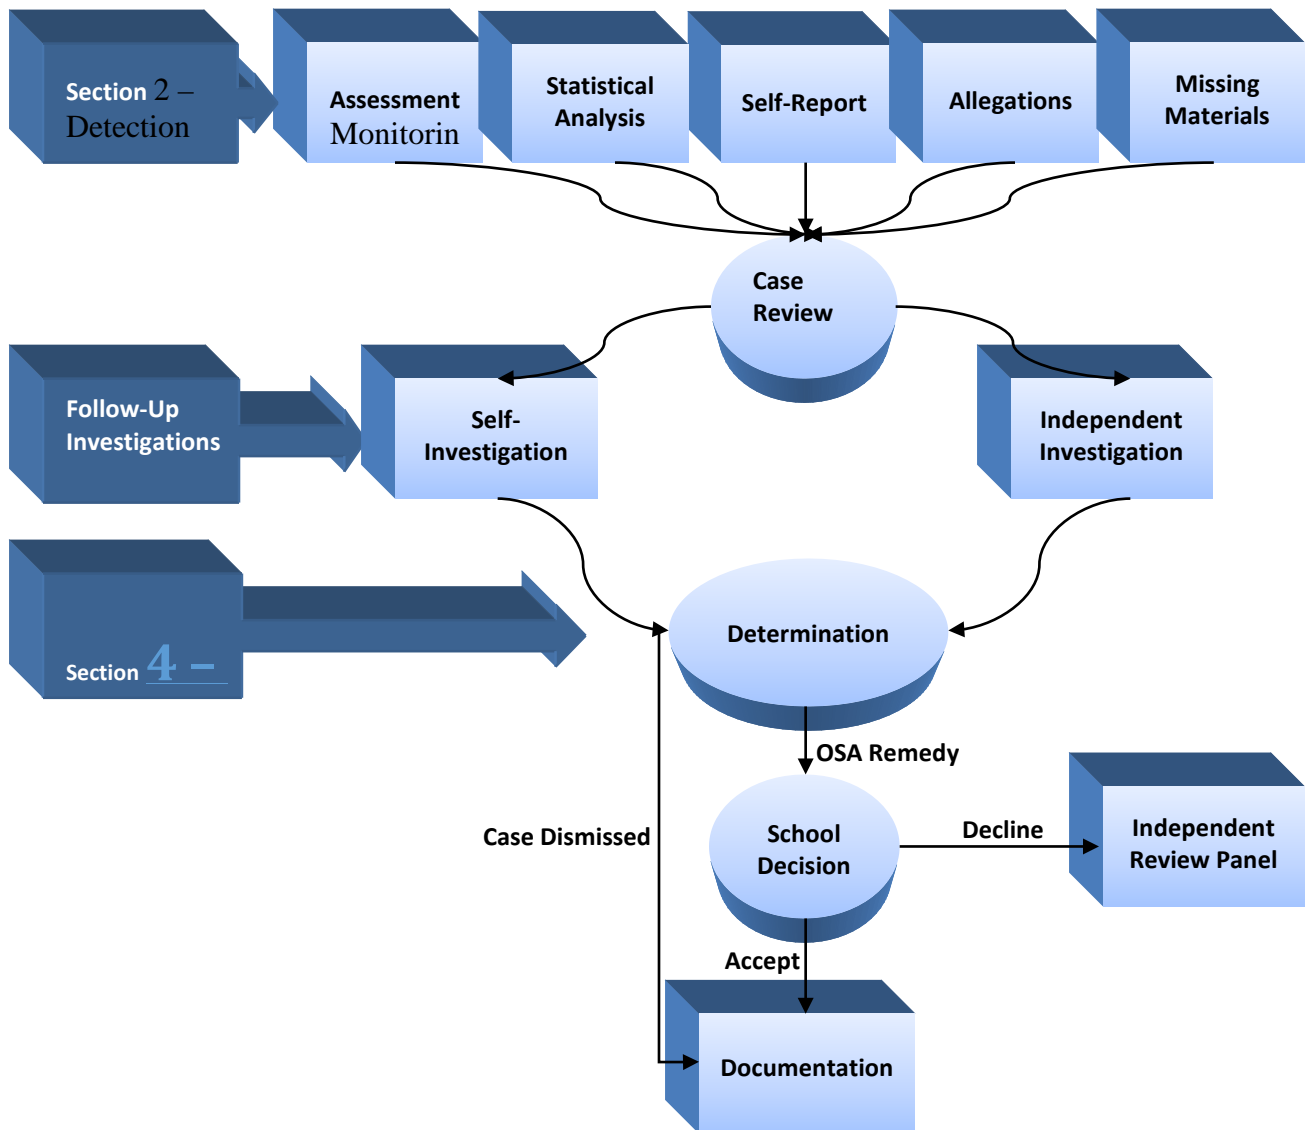 Section 2 –
Detection
Assessment
Monitorin
Statistical
Analysis
Self-Report
Allegations
Missing
Materials
Case
Review
Follow-Up
Investigations
Self-
Investigation
Independent
Investigation
Section 4 –
Determination
OSA Remedy
Case Dismissed
School
Decision
Decline
Independent
Review Panel
Accept
Documentation